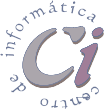 centro de informática
Ci